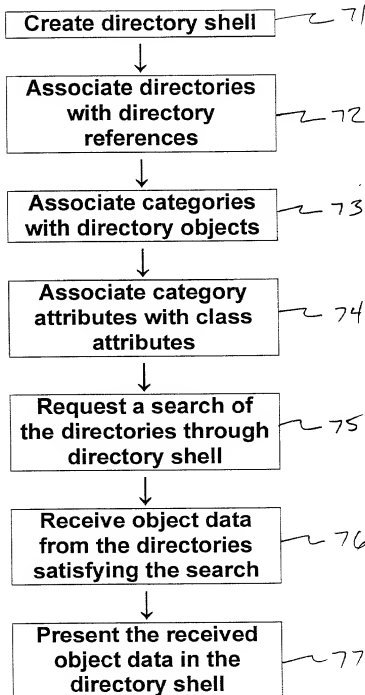 Create directory shell 71
Associate directories
with directory 72
references
Associate categories 73
with directory objects
Associate category
attributes with class 74
attributes
Request a search of
the directories through 75
directory shell
Receive object data
from the directories 76
satisfying the search
Present the received
object data in the 77
directory shell